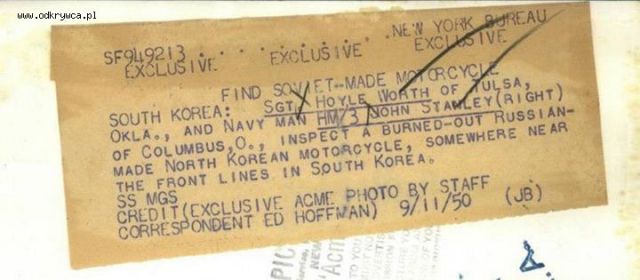 www.odkrywca.pl
SF949213 . . . . . . . . . . NEW YORK BUREAU
EXCLUSIVE EXCLUSIVE EXCLUSIVE
FIND SOVIET-MADE MOTORCYCLE
SOUTH KOREA: SGT. HOYLE WORTH OF TULSA,
OKLA., AND NAVY MAN HM/3 JOHN STANLEY (RIGHT)
OF COLUMBUS, O., INSPECT A BURNED-OUT RUSSIAN-
MADE NORTH KOREAN MOTORCYCLE, SOMEWHERE NEAR
THE FRONT LINES IN SOUTH KOREA.
SS MGS
CREDIT (EXCLUSIVE ACME PHOTO BY STAFF
CORRESPONDENT ED HOFFMAN) 9/11/50 (JB)